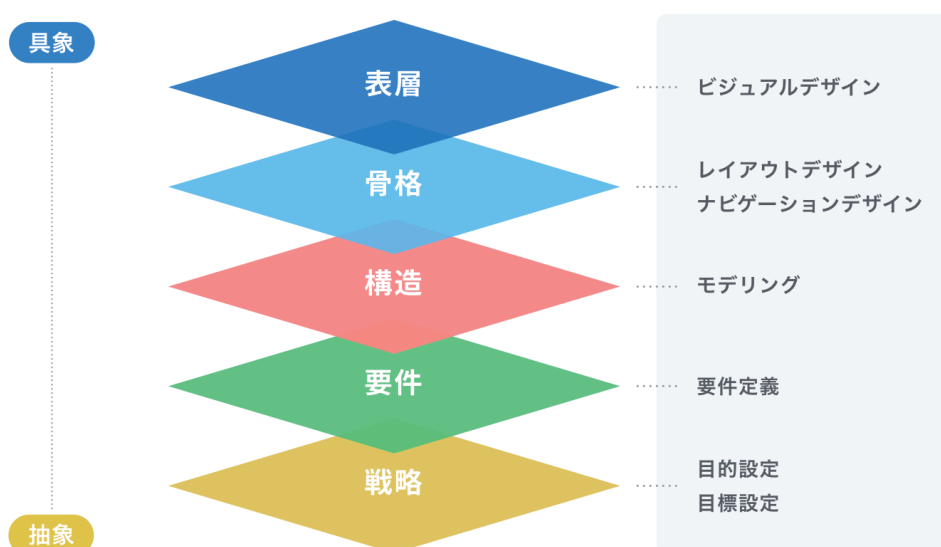 具象
表層
ビジュアルデザイン
骨格
レイアウトデザイン
ナビゲーションデザイン
構造
モデリング
要件
要件定義
戦略
目的設定
目標設定
抽象